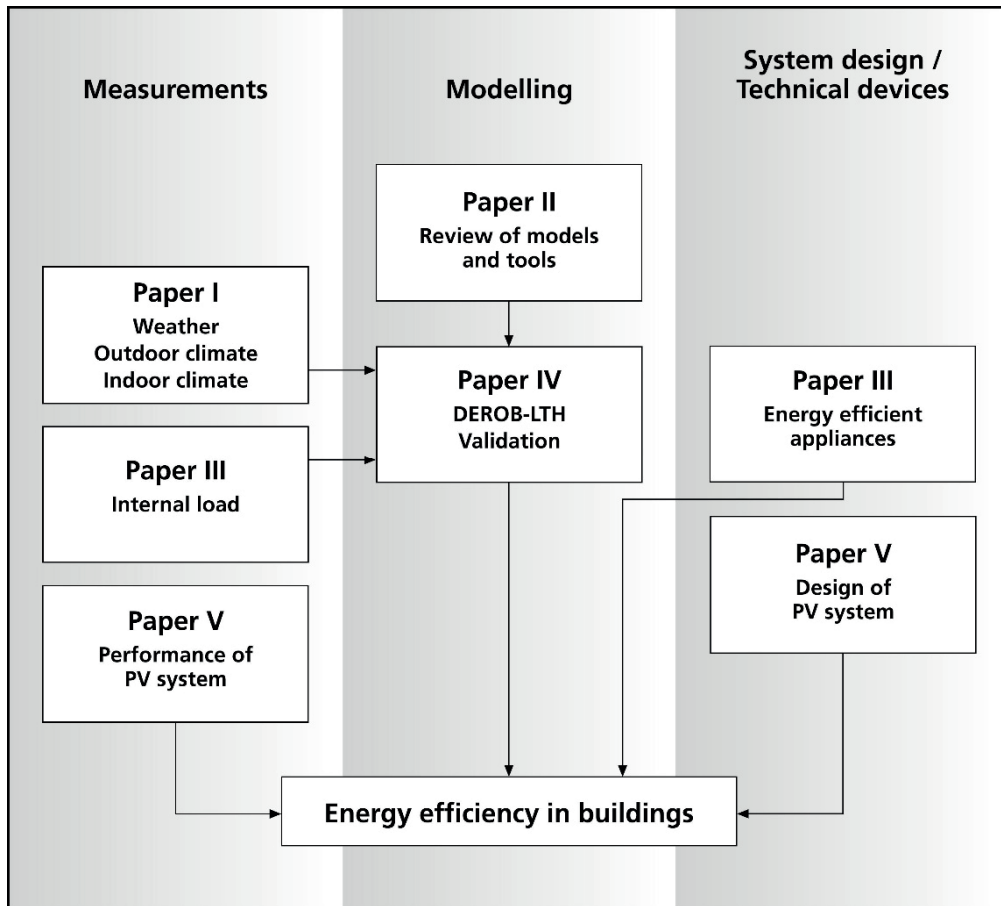 Measurements
Modelling
System design /
Technical devices
Paper II
Review of models
and tools
Paper I
Weather
Outdoor climate
Indoor climate
Paper IV
DEROB-LTH
Validation
Paper III
Energy efficient
appliances
Paper III
Internal load
Paper V
Design of
PV system
Paper V
Performance of
PV system
Energy efficiency in buildings